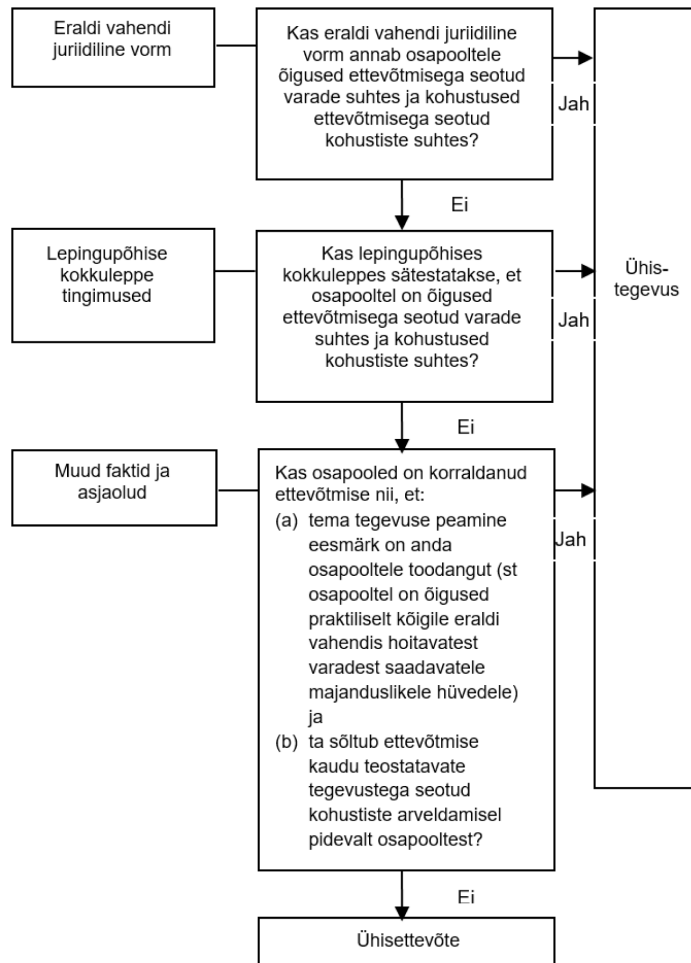 Eraldi vahendi
juriidiline vorm
Kas eraldi vahendi juriidiline
vorm annab osapooltele
õigused ettevõtmisega seotud
varade suhtes ja kohustused
ettevõtmisega seotud
kohustiste suhtes?
Jah
Ei
Lepingupõhise
kokkuleppe
tingimused
Kas lepingupõhises
kokkuleppes sätestatakse, et
osapooltel on õigused
ettevõtmisega seotud varade
suhtes ja kohustused
kohustiste suhtes?
Jah
Ühis-
tegevus
Ei
Muud faktid ja
asjaolud
Kas osapooled on korraldanud
ettevõtmise nii, et:
(a) tema tegevuse peamine
eesmärk on anda
osapooltele toodangut (st
osapooltel on õigused
praktiliselt kõigile eraldi
vahendis hoitavatest
varadest saadavatele
majanduslikele hüvedele)
ja
(b) ta sõltub ettevõtmise
kaudu teostatavate
tegevustega seotud
kohustiste arveldamisel
pidevalt osapooltest?
Jah
Ei
Ühisettevõte